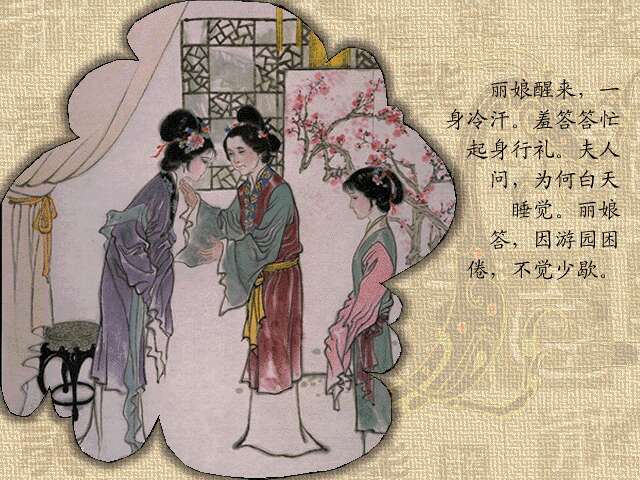 丽娘醒来，一
身冷汗。羞答答忙
起身行礼。夫人
问，为何白天
睡觉。丽娘
答，因游园困
倦，不觉少歇。